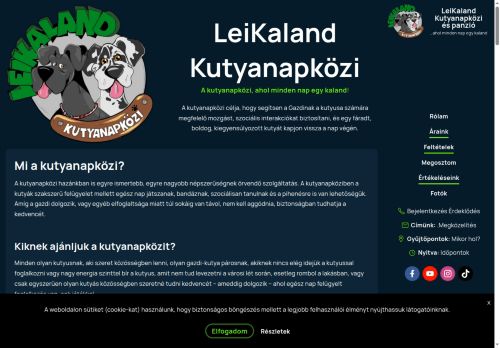 LEIKALAND
KUTYANAPKÖZI
LeiKaland
Kutyanapközi
A kutyanapközi, ahol minden nap egy kaland!
A kutyanapközi célja, hogy segítsen a Gazdinak a kutyusa számára
megfelelő mozgást, szociális interakciókat biztosítani, és egy fáradt,
boldog, kiegyensúlyozott kutyát kapjon vissza a nap végén.
Mi a kutyanapközi?
A kutyanapközi hazánkban is egyre ismertebb, egyre nagyobb népszerűségnek örvendő szolgáltatás. A kutyanapköziben a
kutyák szakszerű felügyelet mellett egész nap játszanak, bandáznak, szociálisan tanulnak és a pihenésre is van lehetőségük.
Amíg a gazdi dolgozik, vagy egyéb elfoglaltsága miatt túl sokáig van távol, nem kell aggódnia, biztonságban tudhatja a
kedvencét.
Kiknek ajánljuk a kutyanapközit?
Minden olyan kutyusnak, aki szeret közösségben lenni, olyan gazdi-kutya párosnak, akiknek nincs elég idejük a kutyussal
foglalkozni vagy nagy energia szinttel bír a kutyus, amit nem tud levezetni a városi lét során, esetleg rombol a lakásban, vagy
csak egyszerűen olyan kutyás közösségben szeretné tudni kedvencét – ameddig dolgozik – ahol egész nap felügyelt
LeiKaland
Kutyanapközi
és panzió
...ahol minden nap egy kaland
Rólam
Áraink
Feltételek
Megosztom
Értékeléseink
Fotók
Bejelentkezés Érdeklődés
Címünk: .Megközelítés
Gyűjtőpontok: Mikor hol?
Nyitva: Időpontok
x
A weboldalon sütiket (cookie-kat) használunk, hogy biztonságos böngészés mellett a legjobb felhasználói élményt nyújthassuk látogatóinknak.
Elfogadom Részletek